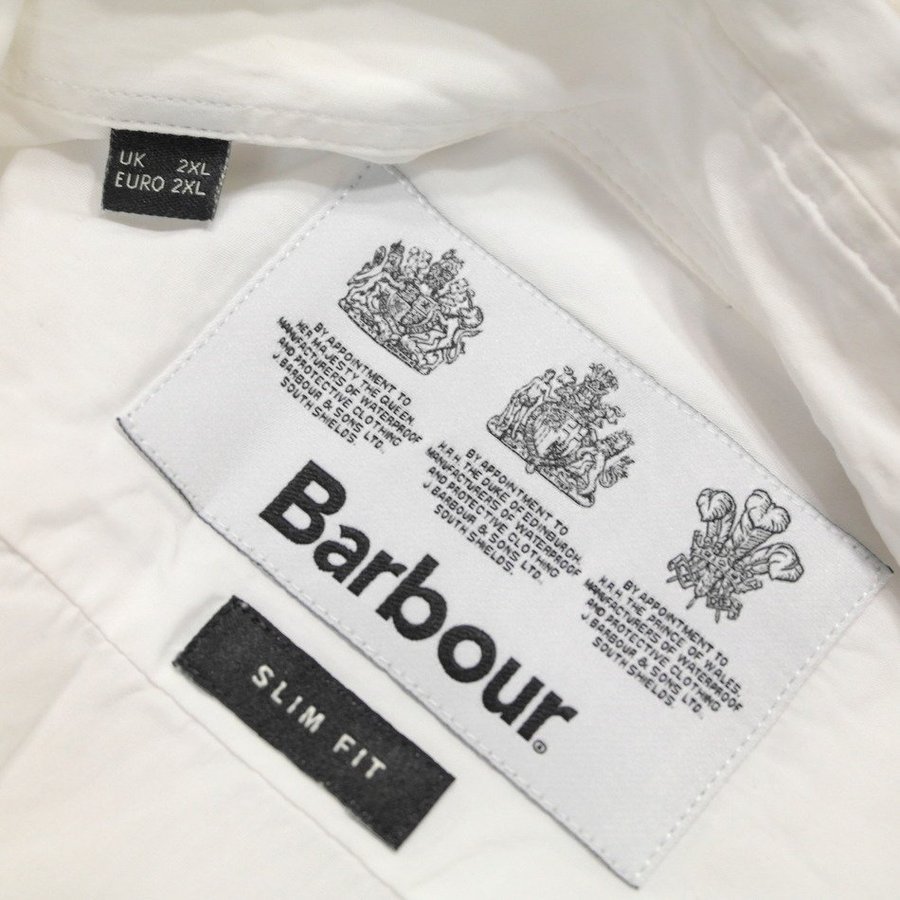 UK 2XL
EURO 2XL
BY APPOINTMENT TO
HER MAJESTY THE QUEEN,
MANUFACTURERS OF WATERPROOF
AND PROTECTIVE CLOTHING
J. BARBOUR & SONS LTD.
SOUTH SHIELDS
BY APPOINTMENT TO
H.R.H. THE DUKE OF EDINBURGH,
MANUFACTURERS OF WATERPROOF
AND PROTECTIVE CLOTHING
J. BARBOUR & SONS LTD.
SOUTH SHIELDS.
BY APPOINTMENT TO
H.R.H. THE PRINCE OF WALES,
MANUFACTURERS OF WATERPROOF
AND PROTECTIVE CLOTHING
J. BARBOUR & SONS LTD.
SOUTH SHIELDS.
Barbour®
SLIM FIT